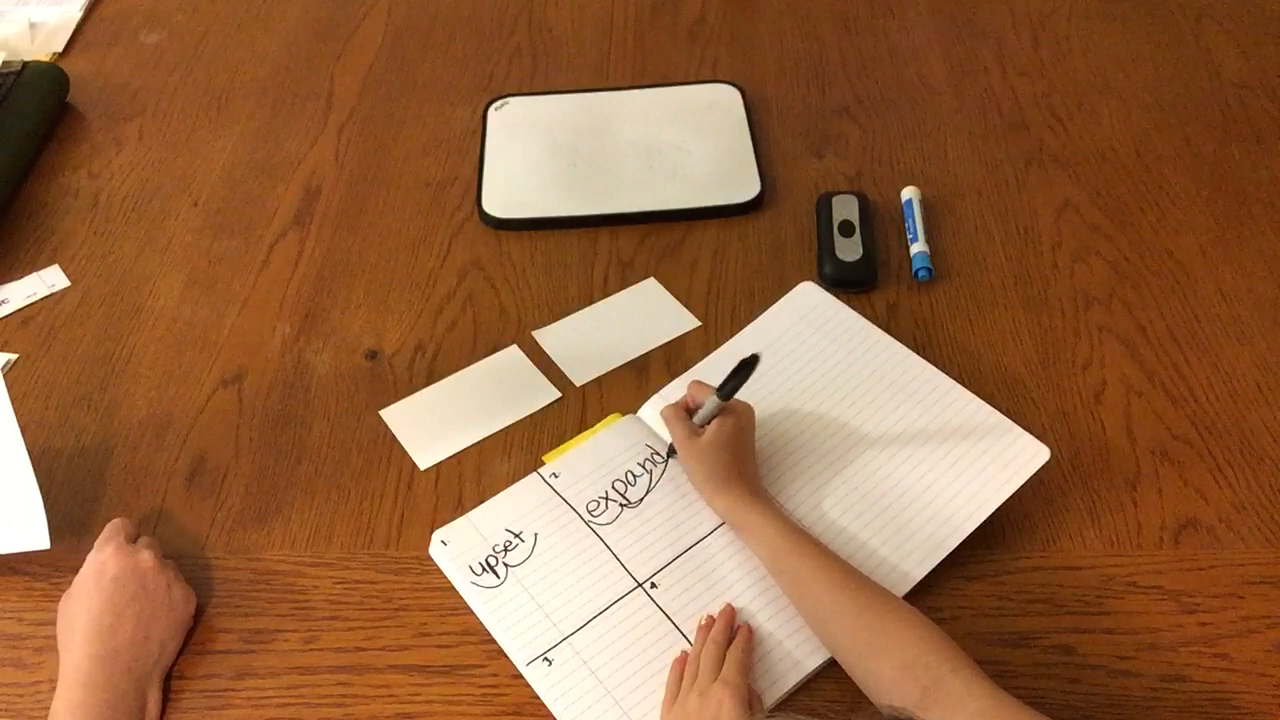 1.
upset
2.
expand
3.
4.